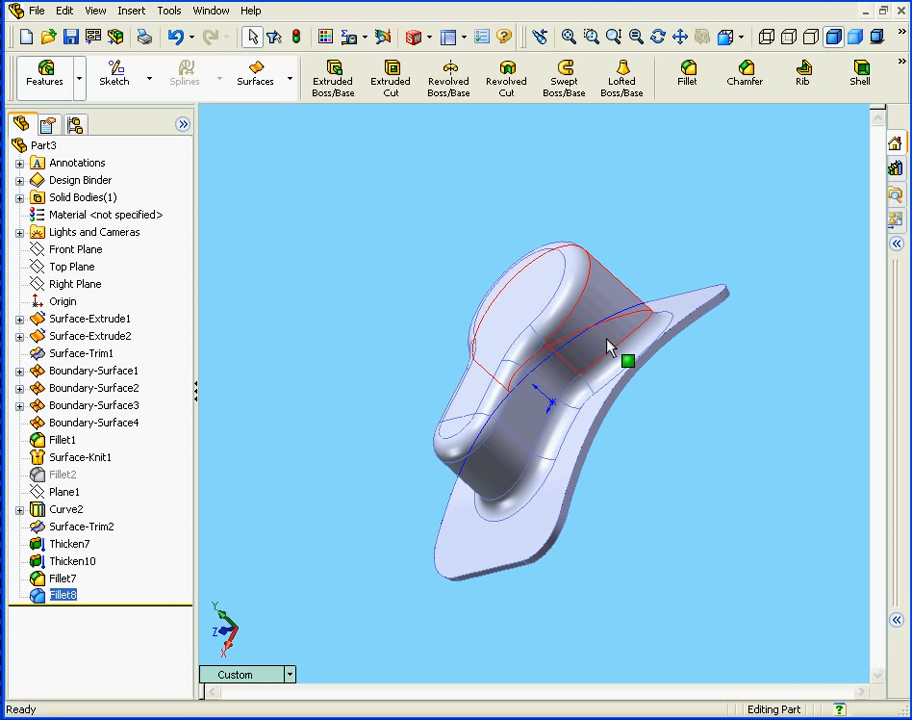 File Edit View Insert Tools Window Help
Features Sketch Splines Surfaces Extruded Boss/Base Extruded Cut Revolved Boss/Base Revolved Cut Swept Boss/Base Lofted Boss/Base Fillet Chamfer Rib Shell
Part3
Annotations
Design Binder
Solid Bodies(1)
Material <not specified>
Lights and Cameras
Front Plane
Top Plane
Right Plane
Origin
Surface-Extrude1
Surface-Extrude2
Surface-Trim1
Boundary-Surface1
Boundary-Surface2
Boundary-Surface3
Boundary-Surface4
Fillet1
Surface-Knit1
Fillet2
Plane1
Curve2
Surface-Trim2
Thicken7
Thicken10
Fillet7
Fillet8
Y
Z
X
Custom
Ready Editing Part